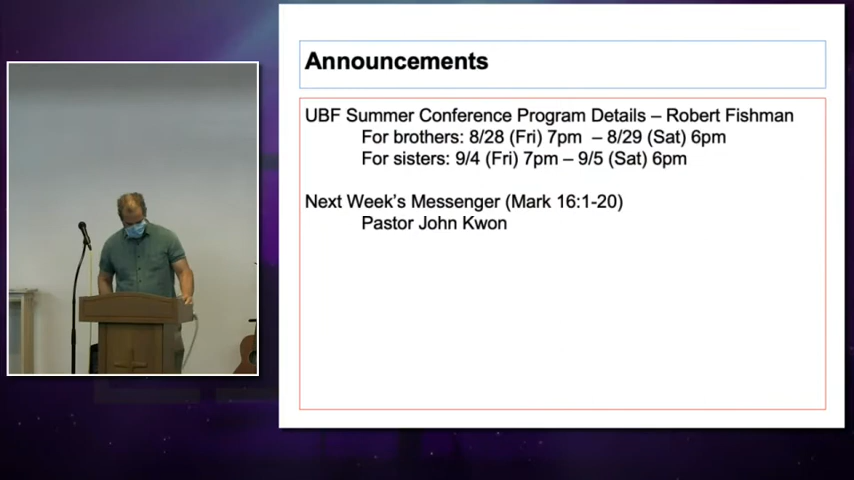 Announcements
UBF Summer Conference Program Details – Robert Fishman
For brothers: 8/28 (Fri) 7pm – 8/29 (Sat) 6pm
For sisters: 9/4 (Fri) 7pm – 9/5 (Sat) 6pm
Next Week's Messenger (Mark 16:1-20)
Pastor John Kwon